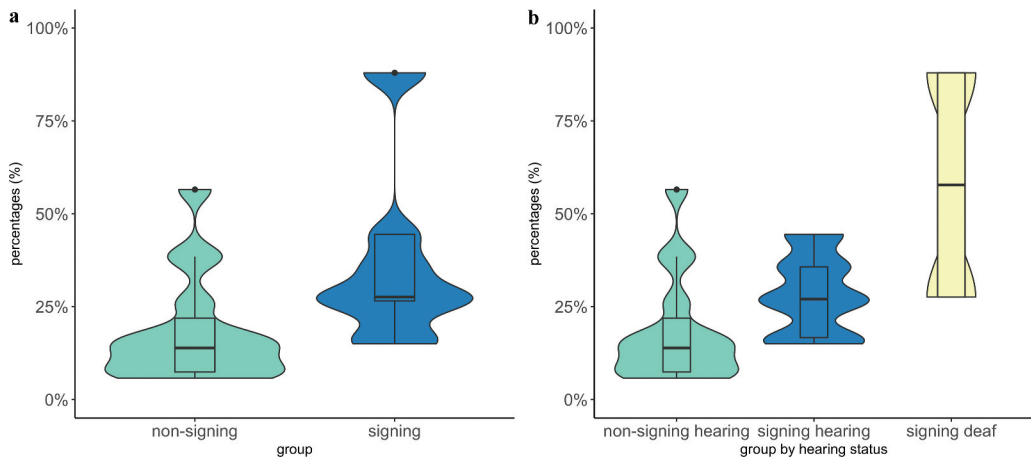 a
100%
75%
50%
25%
0%
percentages (%)
non-signing
signing
group
b
100%
75%
50%
25%
0%
percentages (%)
non-signing hearing
signing hearing
signing deaf
group by hearing status